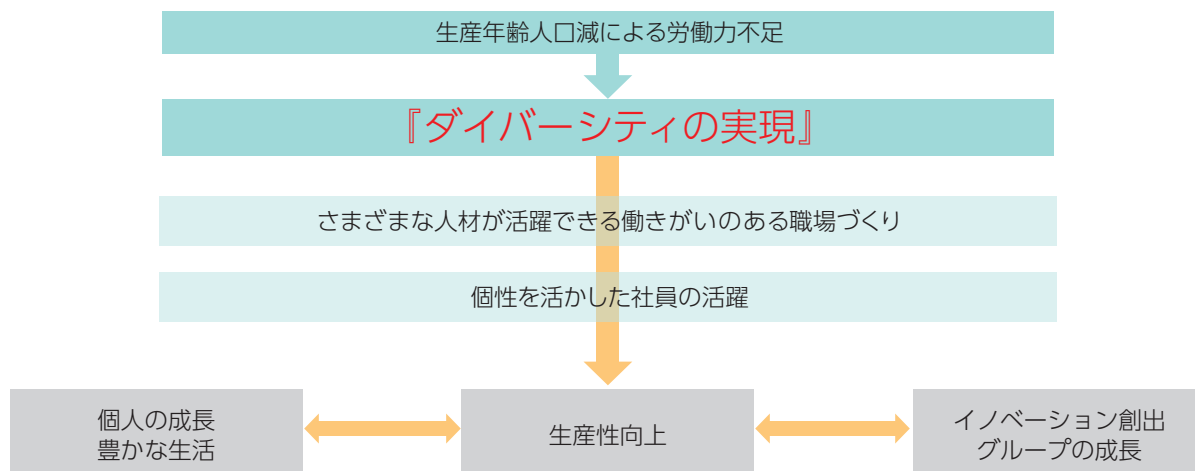 生産年齢人口減による労働力不足
『ダイバーシティの実現』
さまざまな人材が活躍できる働きがいのある職場づくり
個性を活かした社員の活躍
個人の成長
豊かな生活
生産性向上
イノベーション創出
グループの成長